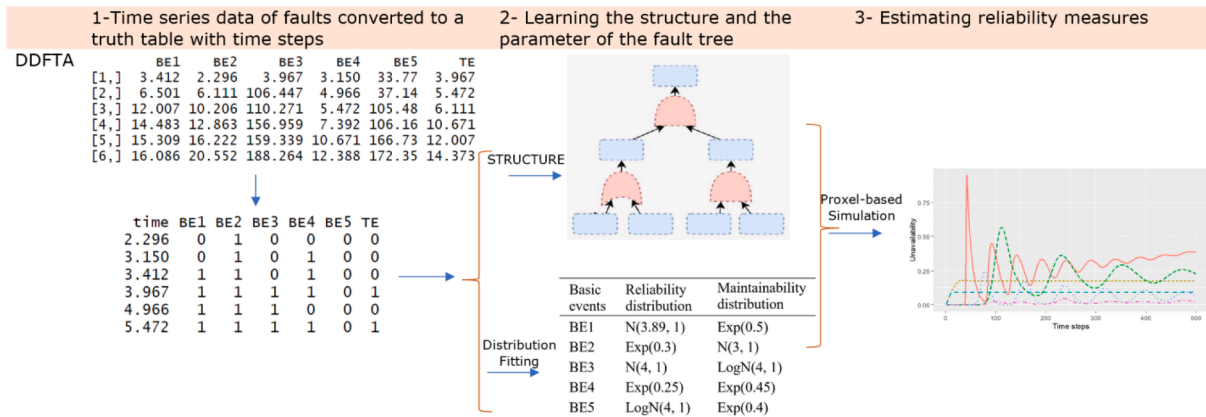 1-Time series data of faults converted to a
truth table with time steps
2- Learning the structure and the
parameter of the fault tree
3- Estimating reliability measures
DDFTA
BE1 BE2 BE3 BE4 BE5 TE
[1,] 3.412 2.296 3.967 3.150 33.77 3.967
[2,] 6.501 6.111 106.447 4.966 37.14 5.472
[3,] 12.007 10.206 110.271 5.472 105.48 6.111
[4,] 14.483 12.863 156.959 7.392 106.16 10.671
[5,] 15.309 16.222 159.339 10.671 166.73 12.007
[6,] 16.086 20.552 188.264 12.388 172.35 14.373
time BE1 BE2 BE3 BE4 BE5 TE
2.296 0 1 0 0 0 0
3.150 0 1 0 1 0 0
3.412 1 1 0 1 0 0
3.967 1 1 1 1 0 1
4.966 1 1 1 0 0 0
5.472 1 1 1 1 0 1
STRUCTURE
Distribution
Fitting
Basic
events
Reliability
distribution
Maintainability
distribution
BE1 N(3.89, 1) Exp(0.5)
BE2 Exp(0.3) N(3, 1)
BE3 N(4, 1) LogN(4, 1)
BE4 Exp(0.25) Exp(0.45)
BE5 LogN(4, 1) Exp(0.4)
Proxel-based
Simulation
Unavailability
0.75
0.50
0.25
0.00
0 100 200 300 400 500
Time steps